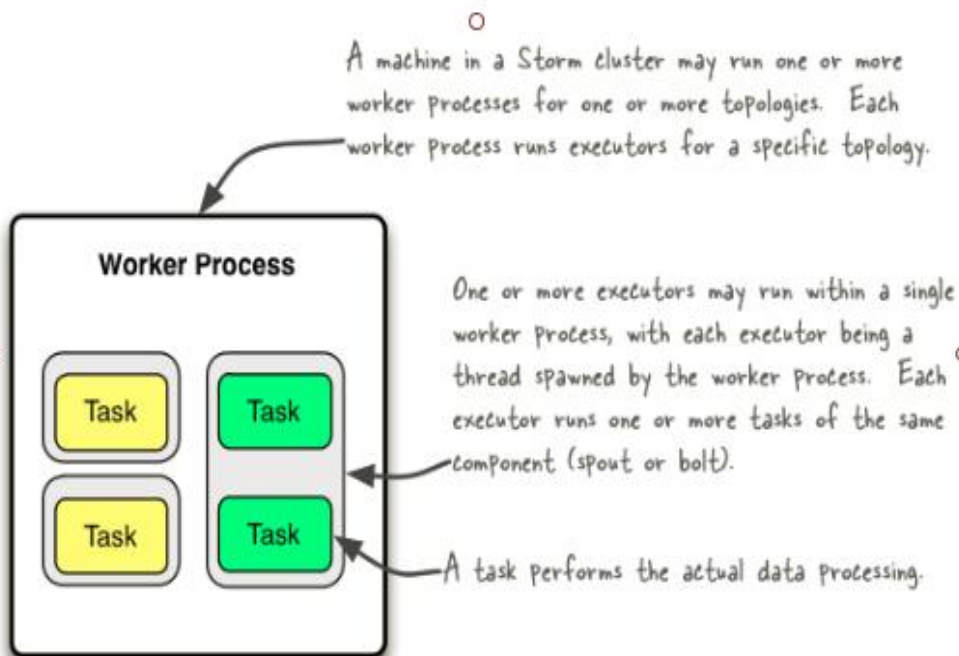 A machine in a Storm cluster may run one or more
worker processes for one or more topologies. Each
worker process runs executors for a specific topology.
Worker Process
One or more executors may run within a single
worker process, with each executor being a
thread spawned by the worker process. Each
executor runs one or more tasks of the same
component (spout or bolt).
Task
Task
Task
Task
A task performs the actual data processing.